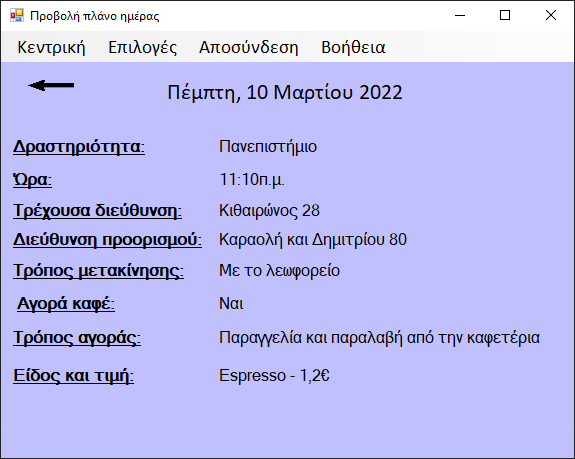 Προβολή πλάνο ημέρας
Κεντρική Επιλογές Αποσύνδεση Βοήθεια
Πέμπτη, 10 Μαρτίου 2022
Δραστηριότητα: Πανεπιστήμιο
Ώρα: 11:10π.μ.
Τρέχουσα διεύθυνση: Κιθαιρώνος 28
Διεύθυνση προορισμού: Καραολή και Δημιτρίου 80
Τρόπος μετακίνησης: Με το λεωφορείο
Αγορά καφέ: Ναι
Τρόπος αγοράς: Παραγγελία και παραλαβή από την καφετέρια
Είδος και τιμή: Espresso - 1,2€